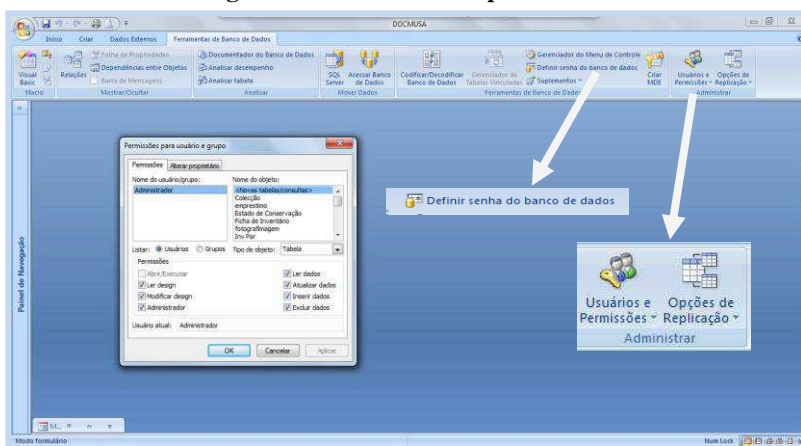 DOCMUSA
Início Criar Dados Externos Ferramentas de Banco de Dados
Visual Basic
Relações
Folha de Propriedades
Dependências entre Objetos
Barra de Mensagens
Documentador do Banco de Dados
Analisar desempenho
Analisar tabela
SQL Server
Acessar Banco de Dados
Codificar/Decodificar Banco de Dados
Gerenciador de Tabelas Vinculadas
Gerenciador do Menu de Controle
Definir senha do banco de dados
Suplementos
Criar MDE
Usuários e Permissões
Opções de Replicação
Macro Mostrar/Ocultar Analisar Mover Dados Ferramentas de Banco de Dados Administrar
Painel de Navegação
Permissões para usuário e grupo
Permissões Alterar proprietário
Nome do usuário/grupo: Nome do objeto:
Administrador
<Novas tabelas/consultas>
Colecção
emprestimo
Estado de Conservação
Ficha de Inventário
fotografimagem
Inv Por
Listar: Usuários Grupos Tipo de objeto: Tabela
Permissões
Abrir/Executar Ler dados
Ler design Atualizar dados
Modificar design Inserir dados
Administrador Excluir dados
Usuário atual: Administrador
OK Cancelar Aplicar
Definir senha do banco de dados
Usuários e Opções de
Permissões Replicação
Administrar
M...
Modo formulário Num Lock